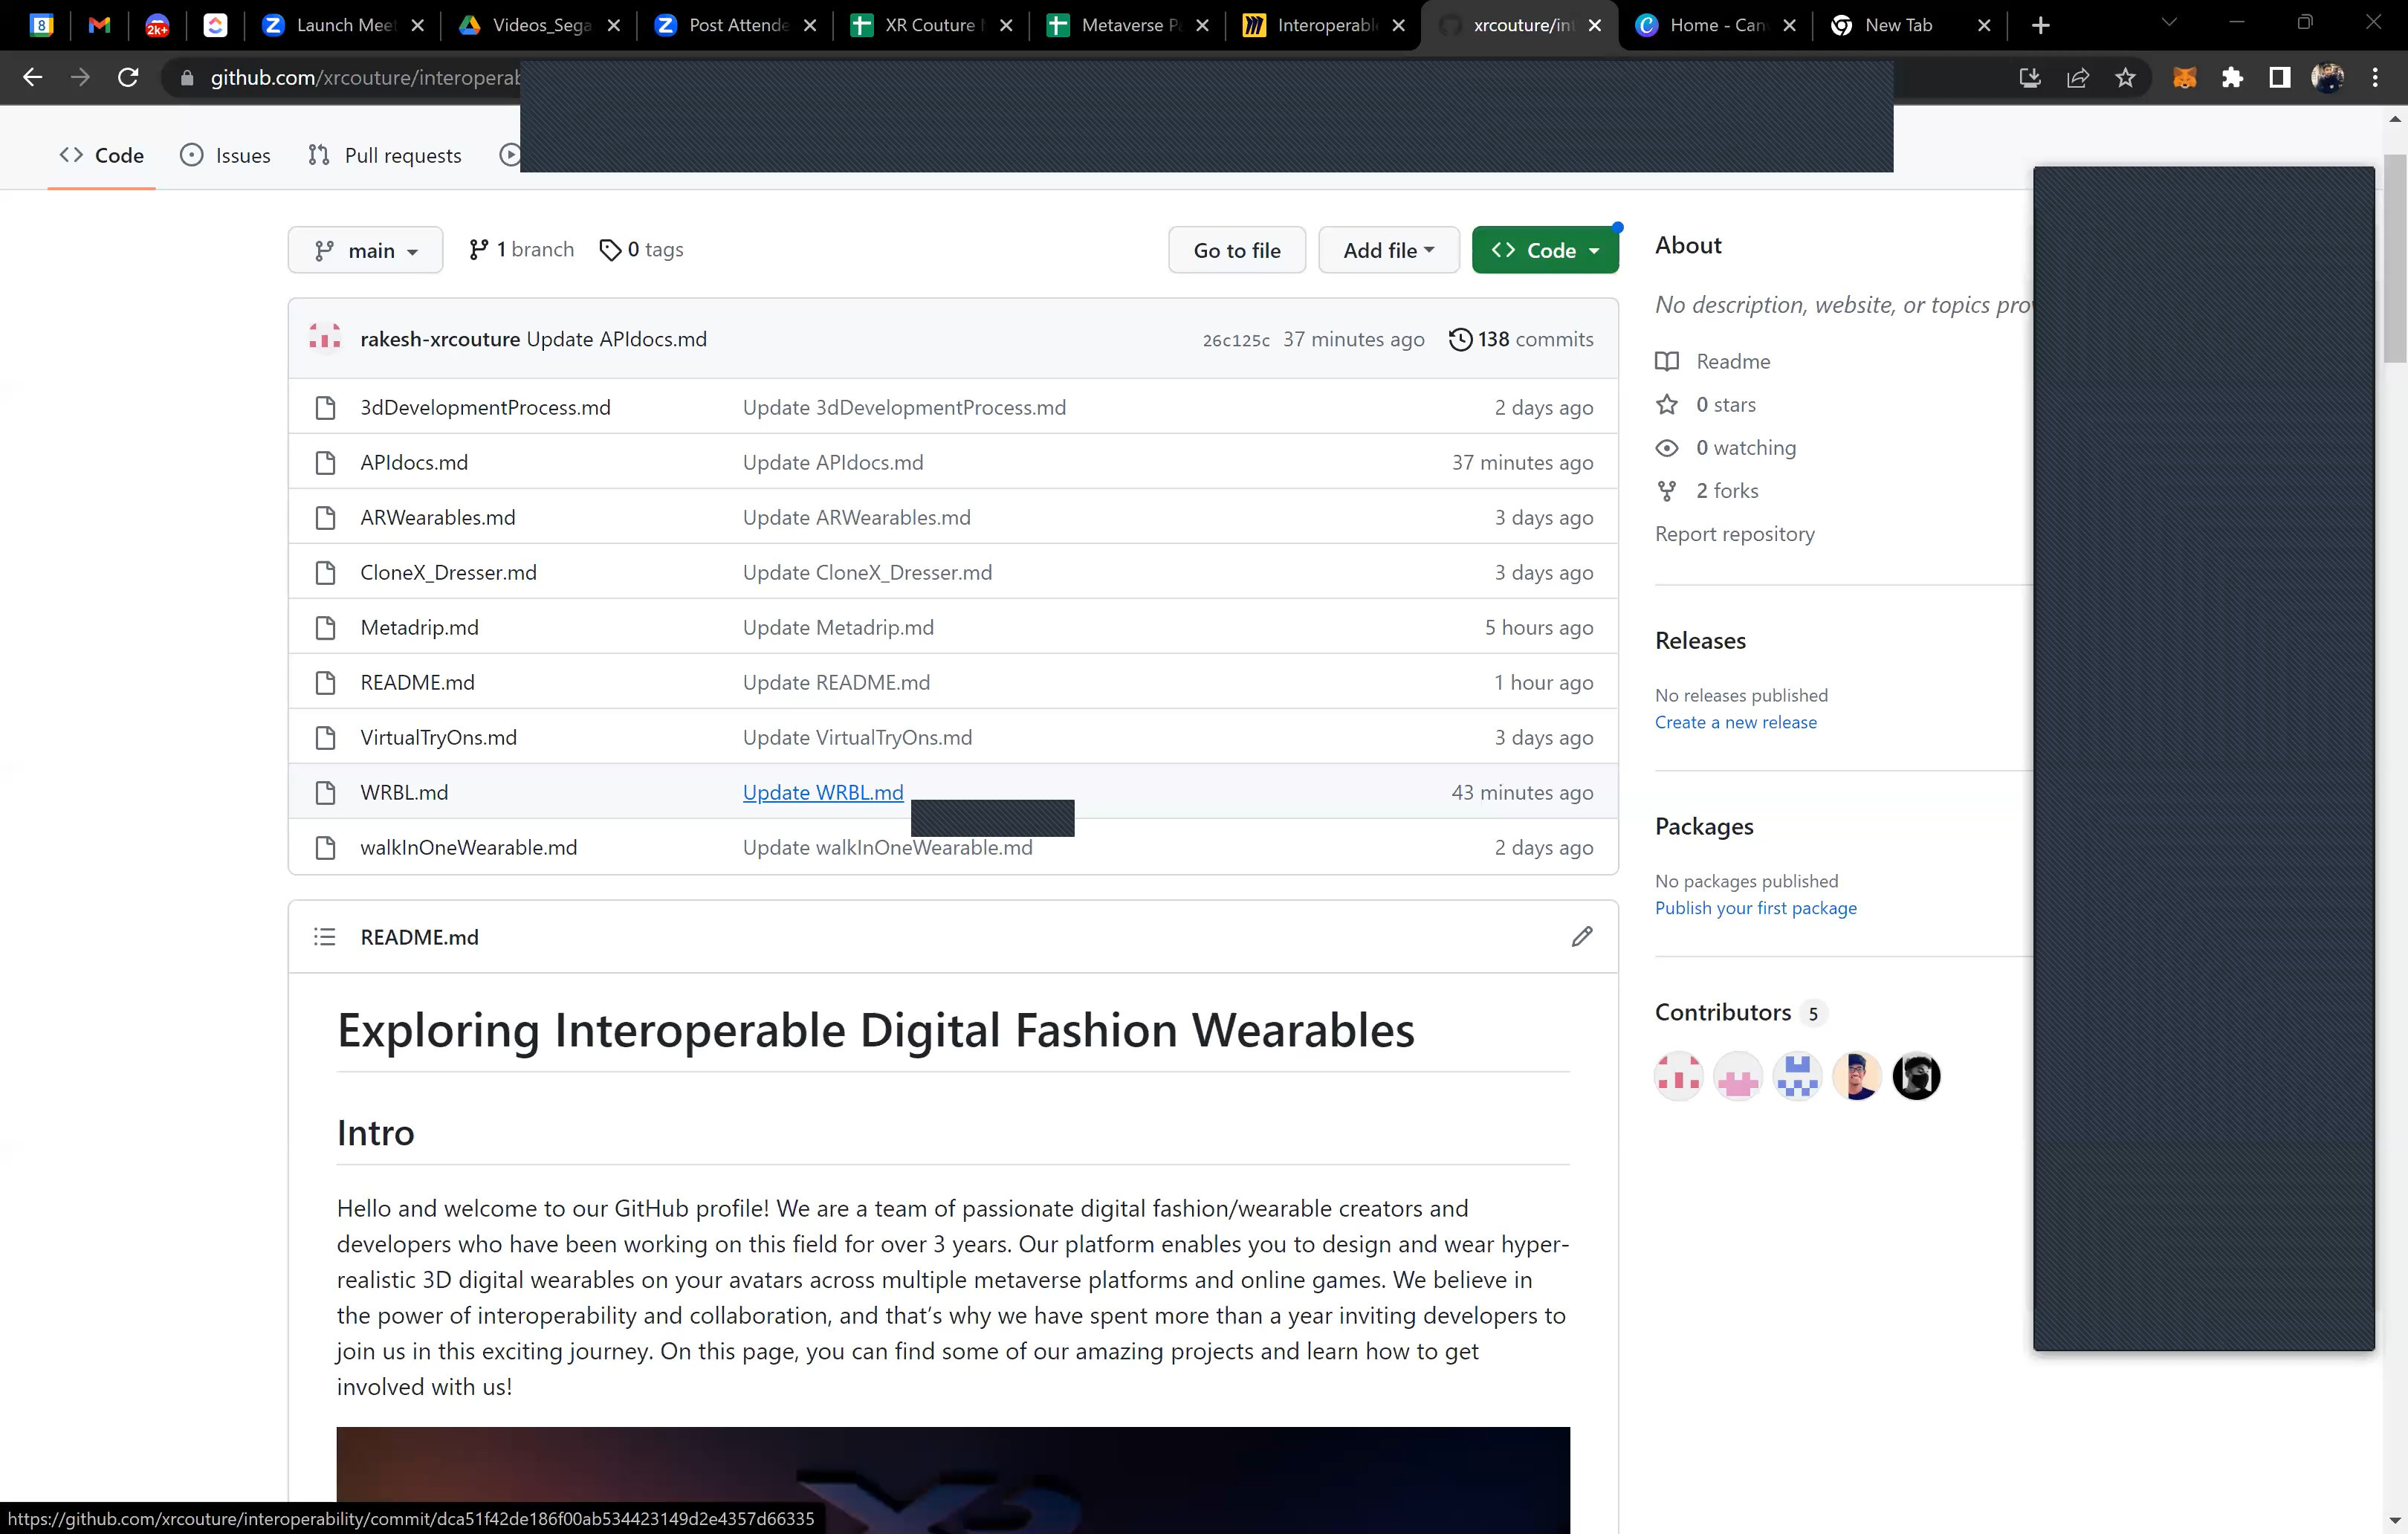 8
2k+
Launch Mee
Videos_Sega
Post Attende
XR Couture
Metaverse P
Interoperabl
xrcouture/in
Home - Can
New Tab
github.com/xrcouture/interoperab
Code
Issues
Pull requests
main
1 branch
0 tags
Go to file
Add file
Code
rakesh-xrcouture Update APIdocs.md
26c125c 37 minutes ago
138 commits
3dDevelopmentProcess.md Update 3dDevelopmentProcess.md 2 days ago
APIdocs.md Update APIdocs.md 37 minutes ago
ARWearables.md Update ARWearables.md 3 days ago
CloneX_Dresser.md Update CloneX_Dresser.md 3 days ago
Metadrip.md Update Metadrip.md 5 hours ago
README.md Update README.md 1 hour ago
VirtualTryOns.md Update VirtualTryOns.md 3 days ago
WRBL.md Update WRBL.md 43 minutes ago
walkInOneWearable.md Update walkInOneWearable.md 2 days ago
README.md
Exploring Interoperable Digital Fashion Wearables
Intro
Hello and welcome to our GitHub profile! We are a team of passionate digital fashion/wearable creators and
developers who have been working on this field for over 3 years. Our platform enables you to design and wear hyper-
realistic 3D digital wearables on your avatars across multiple metaverse platforms and online games. We believe in
the power of interoperability and collaboration, and that's why we have spent more than a year inviting developers to
join us in this exciting journey. On this page, you can find some of our amazing projects and learn how to get
involved with us!
About
No description, website, or topics pro
Readme
0 stars
0 watching
2 forks
Report repository
Releases
No releases published
Create a new release
Packages
No packages published
Publish your first package
Contributors 5
https://github.com/xrcouture/interoperability/commit/dca51f42de186f00ab534423149d2e4357d66335